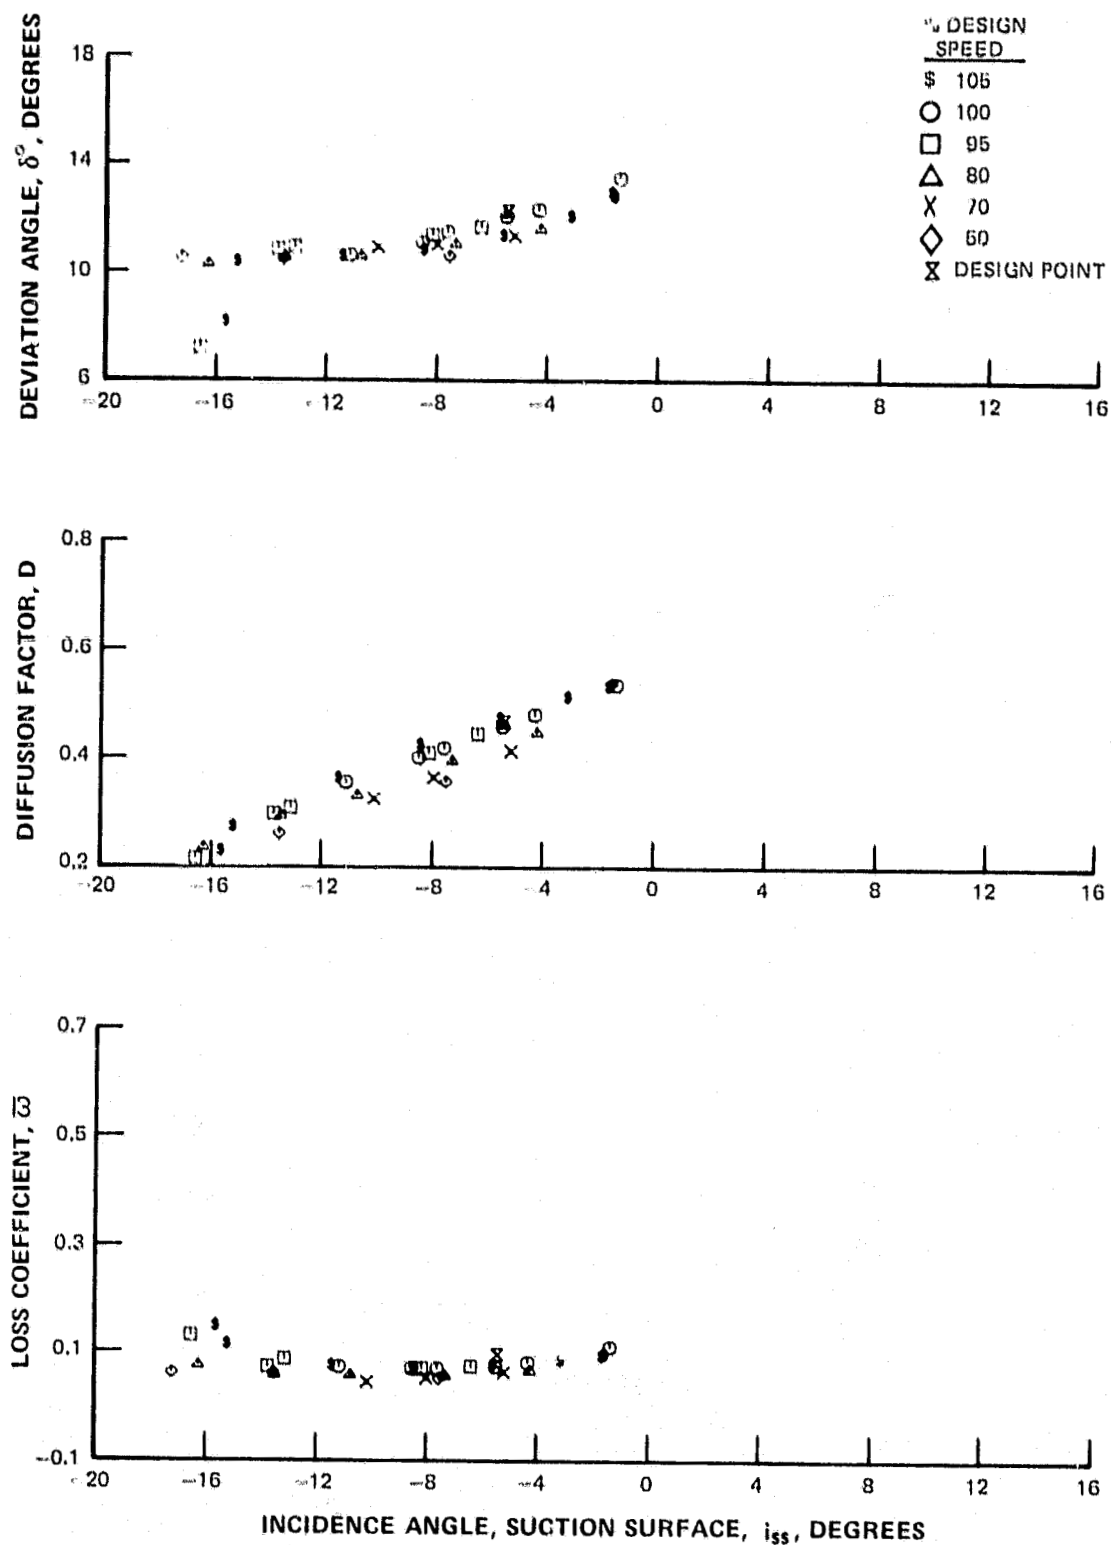 % DESIGN
SPEED
$ 105
100
95
80
70
60
DESIGN POINT
DEVIATION ANGLE, δ°, DEGREES
18
14
10
6
-20 -16 -12 -8 -4 0 4 8 12 16
DIFFUSION FACTOR, D
0.8
0.6
0.4
0.2
-20 -16 -12 -8 -4 0 4 8 12 16
LOSS COEFFICIENT, ω̅
0.7
0.5
0.3
0.1
-0.1
-20 -16 -12 -8 -4 0 4 8 12 16
INCIDENCE ANGLE, SUCTION SURFACE, iss, DEGREES